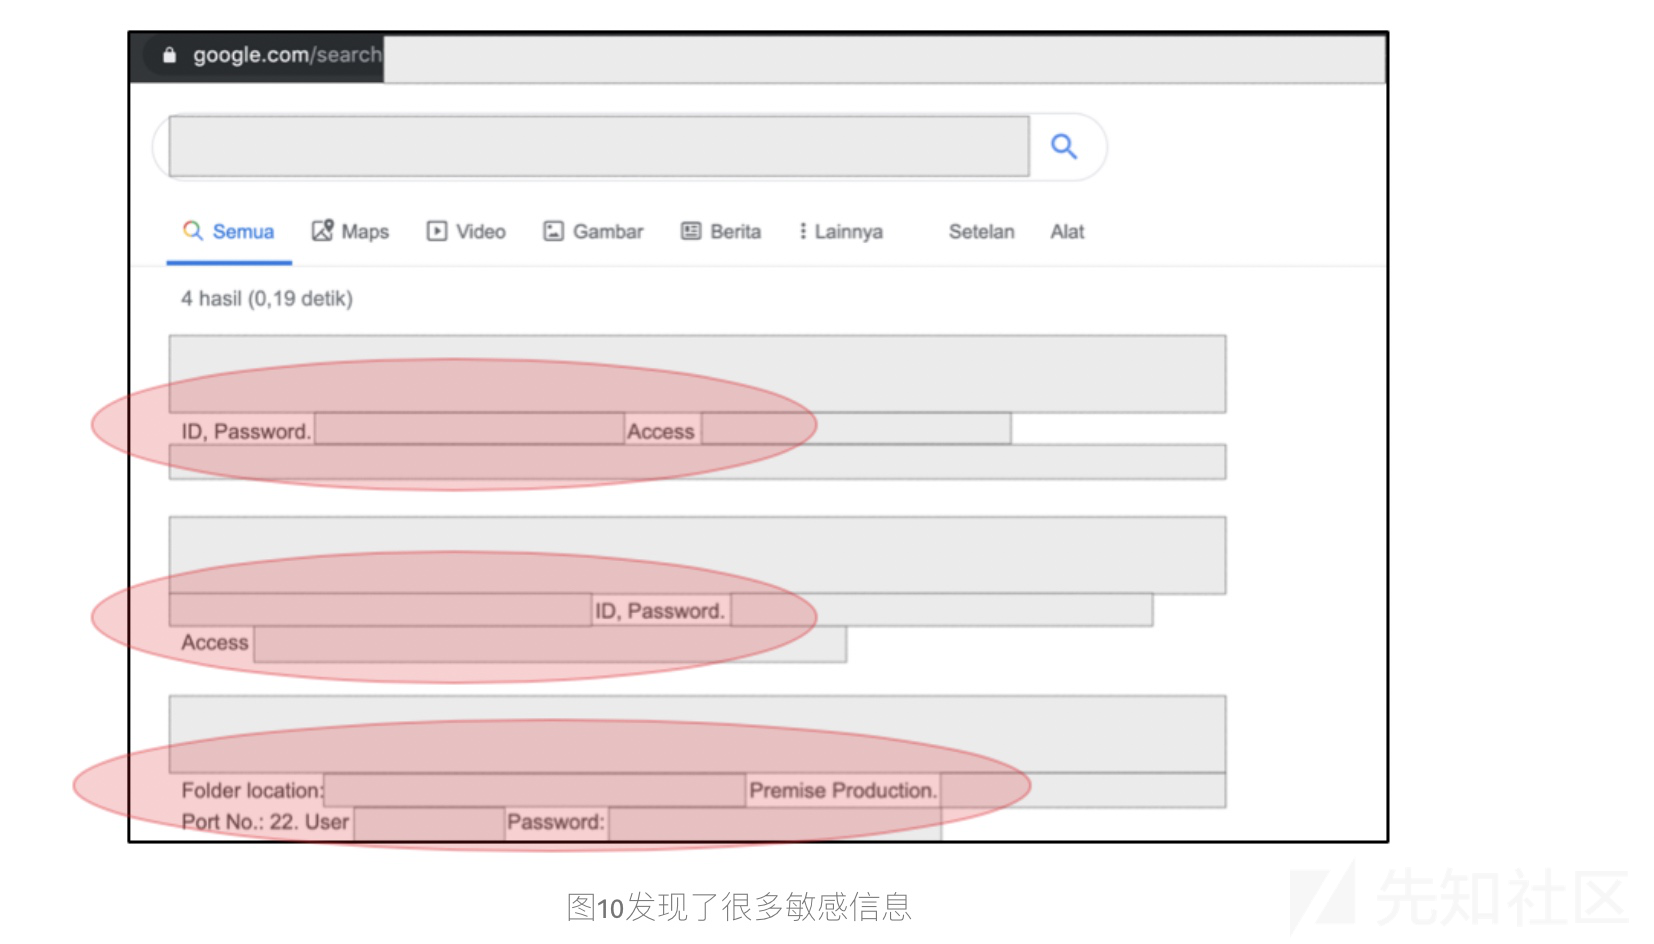 google.com/search
Semua Maps Video Gambar Berita Lainnya Setelan Alat
4 hasil (0,19 detik)
ID, Password. Access
ID, Password.
Access
Folder location: Premise Production.
Port No.: 22. User Password:
图10发现了很多敏感信息
先知社区